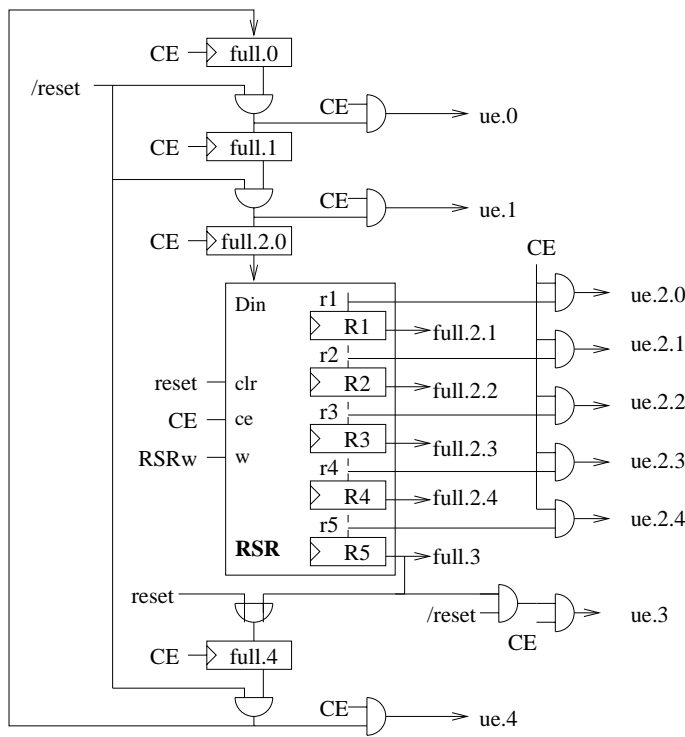 CE full.0
/reset
CE ue.0
CE full.1
CE ue.1
CE full.2.0
CE
Din r1 ue.2.0
R1 full.2.1
r2 ue.2.1
reset clr R2 full.2.2
r3 ue.2.2
CE ce
R3 full.2.3
RSRw w
r4 ue.2.3
R4 full.2.4
r5 ue.2.4
RSR R5 full.3
reset
/reset ue.3
CE
CE full.4
CE ue.4